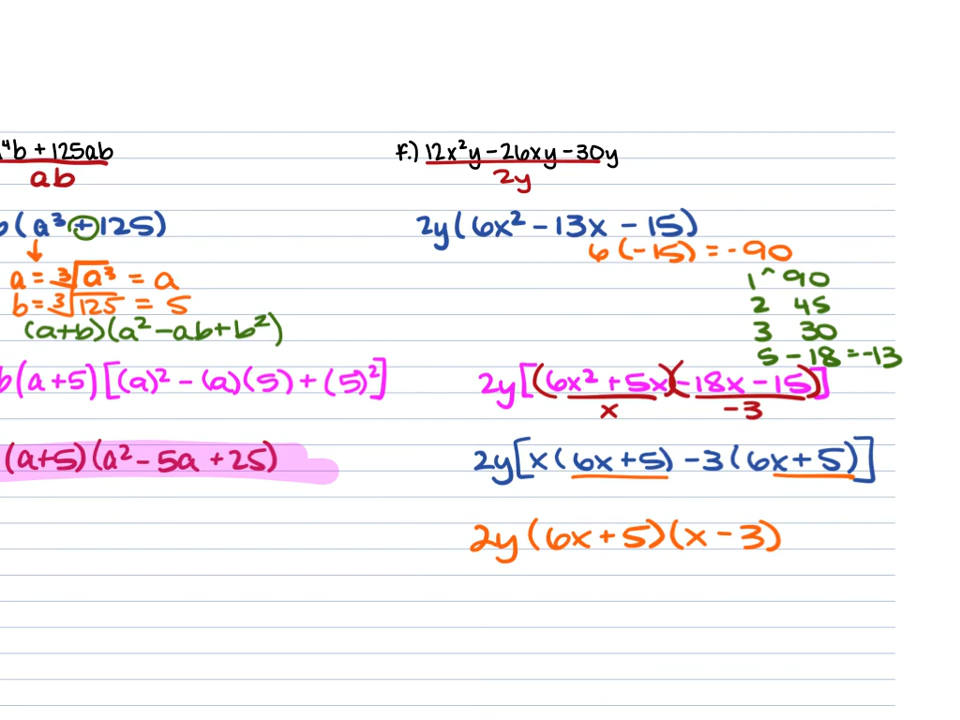 ⁴b + 125ab
ab
b(a³ + 125)
a = ∛a³ = a
b = ∛125 = 5
(a+b)(a² - ab + b²)
b(a+5)[(a)² - (a)(5) + (5)²]
(a+5)(a² - 5a + 25)
f.) 12x²y - 26xy - 30y
2y
2y(6x² - 13x - 15)
6(-15) = -90
1 ^ 90
2 45
3 30
5 - 18 = -13
2y[(6x² + 5x)(-18x - 15)]
x -3
2y[x(6x+5) - 3(6x+5)]
2y(6x+5)(x-3)